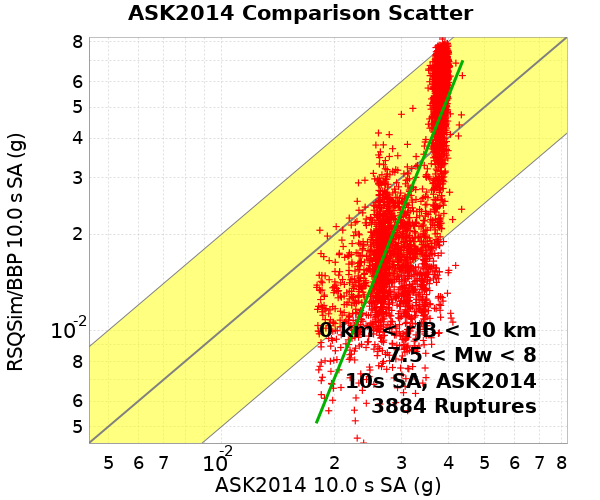 ASK2014 Comparison Scatter
RSQSim/BBP 10.0 s SA (g)
8
6
5
4
3
2
10-2
8
6
5
0 km < rJB < 10 km
7.5 < Mw < 8
10s SA, ASK2014
3884 Ruptures
5 6 7 10-2 2 3 4 5 6 7 8
ASK2014 10.0 s SA (g)